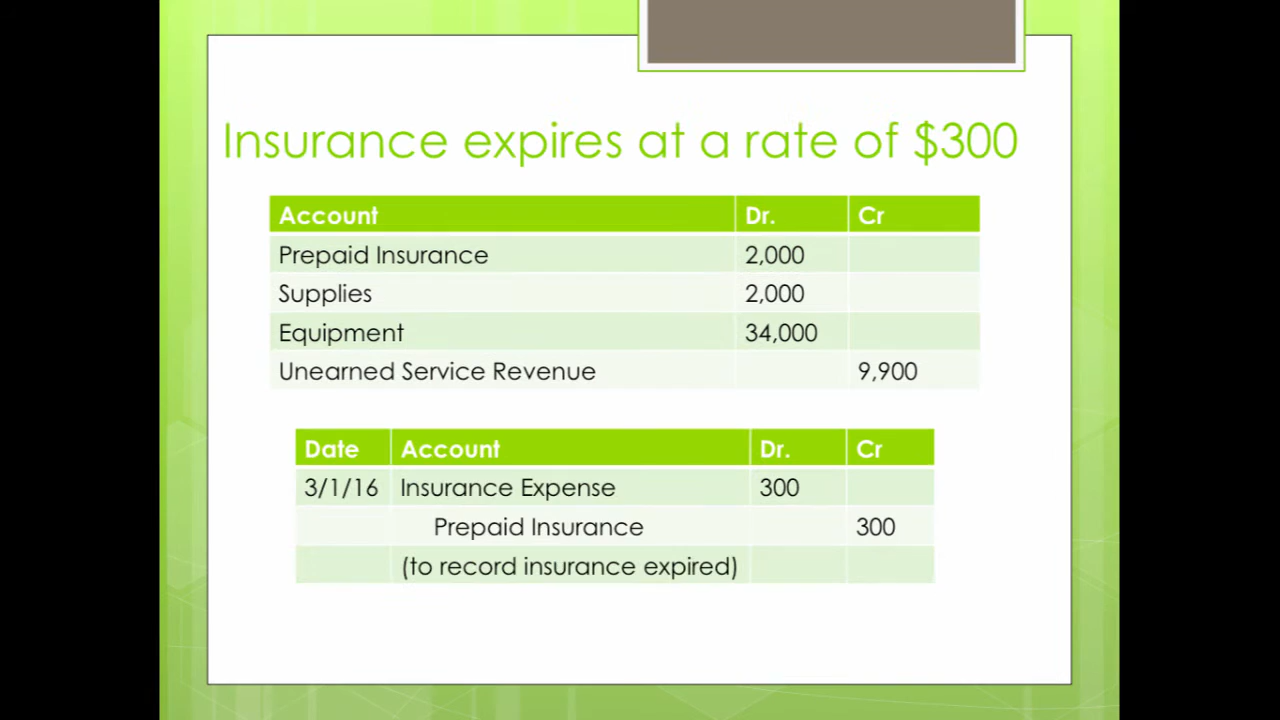 Insurance expires at a rate of $300
Account Dr. Cr
Prepaid Insurance 2,000
Supplies 2,000
Equipment 34,000
Unearned Service Revenue 9,900
Date Account Dr. Cr
3/1/16 Insurance Expense 300
Prepaid Insurance 300
(to record insurance expired)